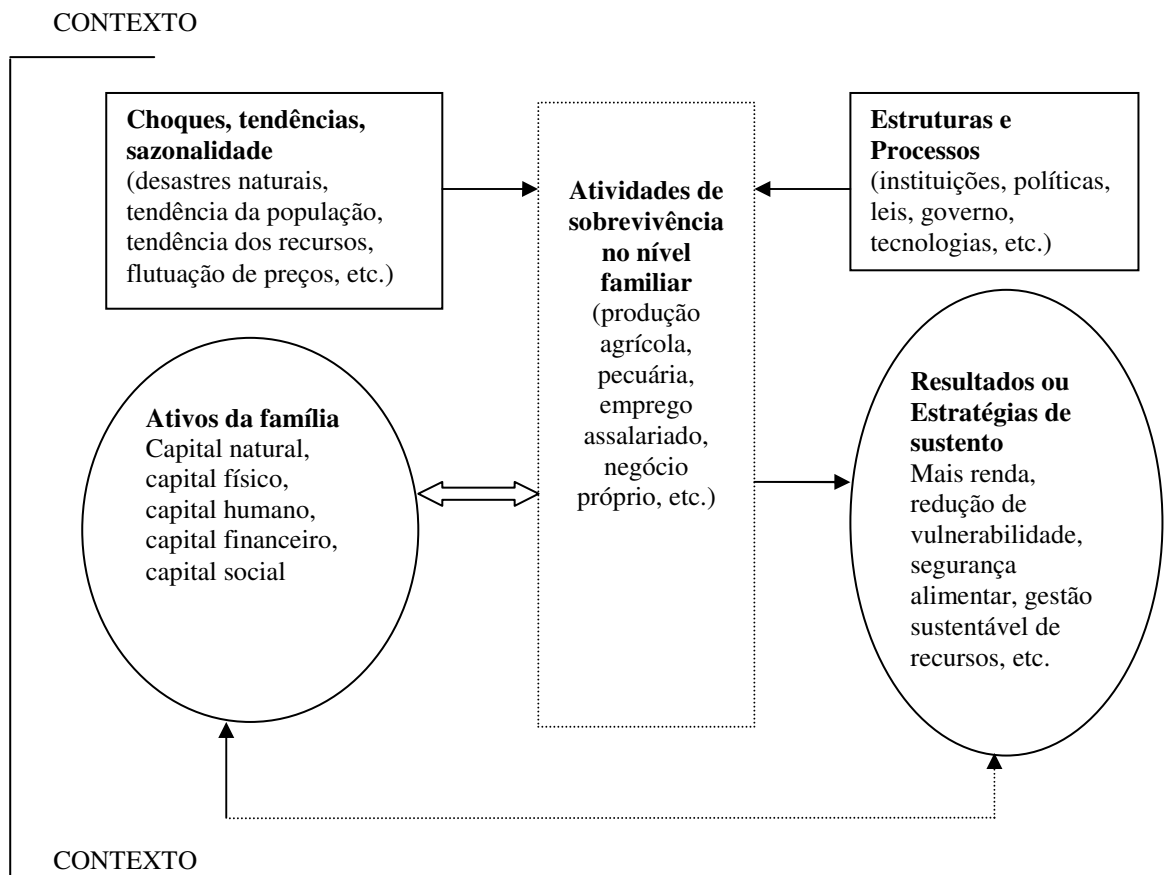 CONTEXTO
Choques, tendências,
sazonalidade
(desastres naturais,
tendência da população,
tendência dos recursos,
flutuação de preços, etc.)
Atividades de
sobrevivência
no nível
familiar
(produção
agrícola,
pecuária,
emprego
assalariado,
negócio
próprio, etc.)
Estruturas e
Processos
(instituições, políticas,
leis, governo,
tecnologias, etc.)
Ativos da família
Capital natural,
capital físico,
capital humano,
capital financeiro,
capital social
Resultados ou
Estratégias de
sustento
Mais renda,
redução de
vulnerabilidade,
segurança
alimentar, gestão
sustentável de
recursos, etc.
CONTEXTO